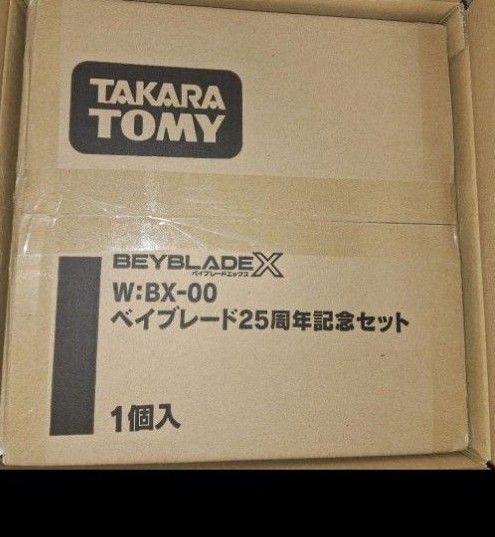 TAKARA
TOMY
BEYBLADE X
ベイブレードエックス
W:BX-00
ベイブレード25周年記念セット
1個入